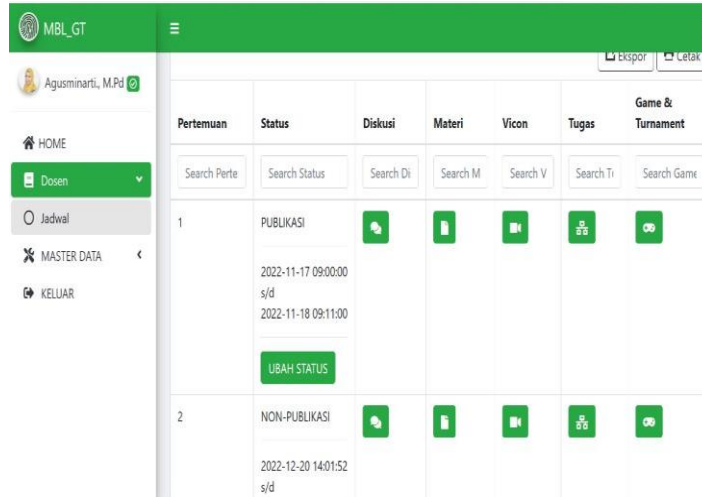 MBL_GT
Agusminarti., M.Pd
HOME
Dosen
Jadwal
MASTER DATA
KELUAR
Ekspor Cetak
Pertemuan Status Diskusi Materi Vicon Tugas Game & Turnament
Search Perte Search Status Search Di Search M Search V Search Search Game
1 PUBLIKASI
2022-11-17 09:00:00
s/d
2022-11-18 09:11:00
UBAH STATUS
2 NON-PUBLIKASI
2022-12-20 14:01:52
s/d